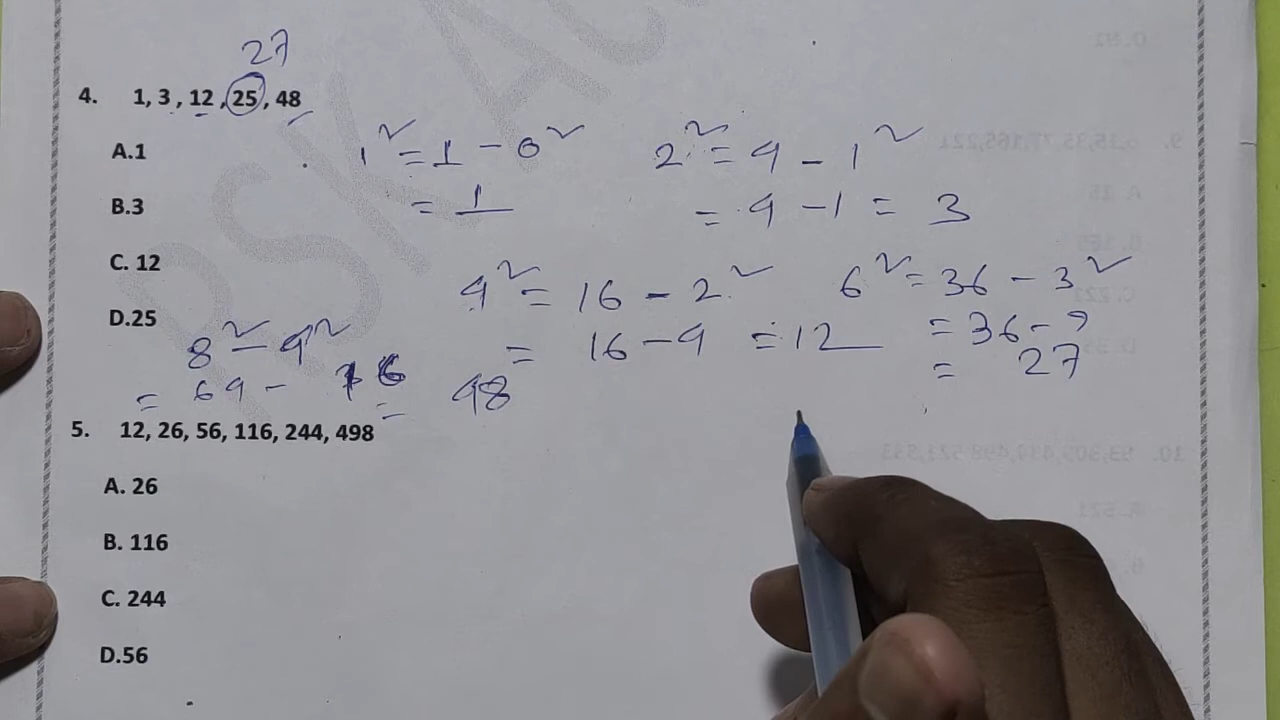 27
4. 1, 3 , 12 , 25 , 48
A.1
B.3
C. 12
D.25
1² = 1 - 0²
= 1
2² = 4 - 1²
= 4 - 1 = 3
4² = 16 - 2²
= 16 - 4 = 12
6² = 36 - 3²
= 36 - 9
= 27
8² - 4²
= 64 - 16 = 48
5. 12, 26, 56, 116, 244, 498
A. 26
B. 116
C. 244
D.56